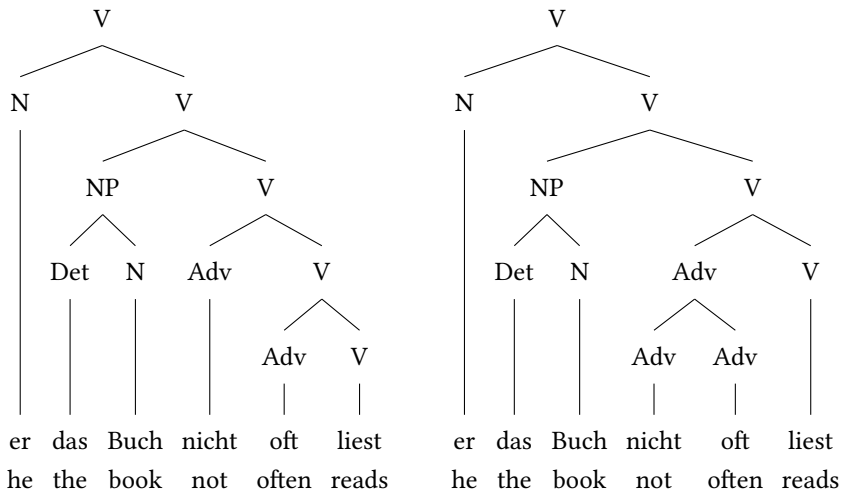 V V
N V N V
NP V NP V
Det N Adv V Det N Adv V
Adv V Adv Adv
er das Buch nicht oft liest er das Buch nicht oft liest
he the book not often reads he the book not often reads